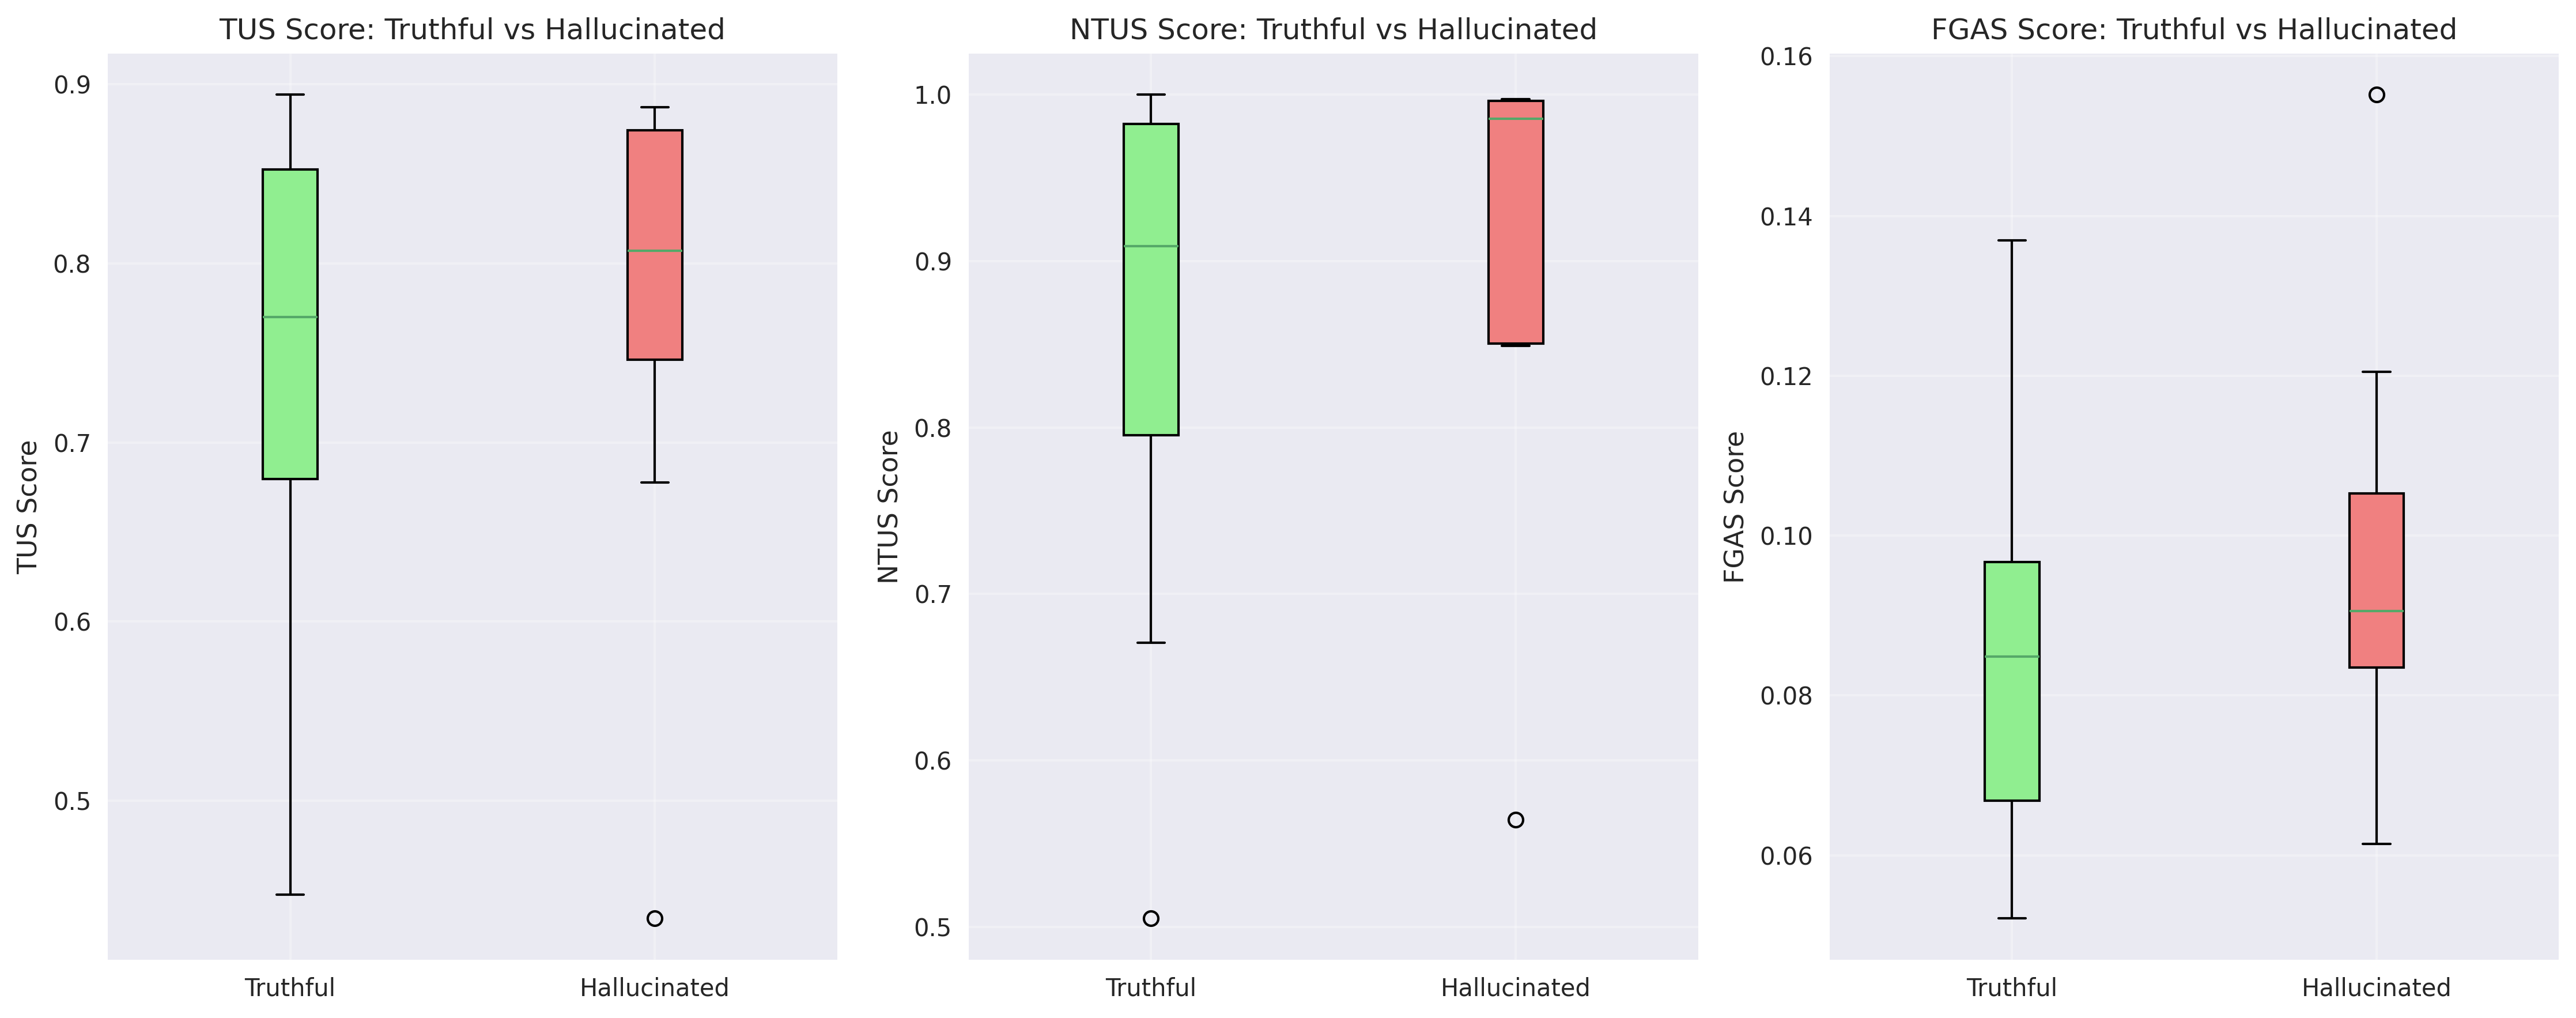 TUS Score: Truthful vs Hallucinated
0.9
0.8
0.7
0.6
0.5
TUS Score
Truthful
Hallucinated
NTUS Score: Truthful vs Hallucinated
1.0
0.9
0.8
0.7
0.6
0.5
NTUS Score
Truthful
Hallucinated
FGAS Score: Truthful vs Hallucinated
0.16
0.14
0.12
0.10
0.08
0.06
FGAS Score
Truthful
Hallucinated